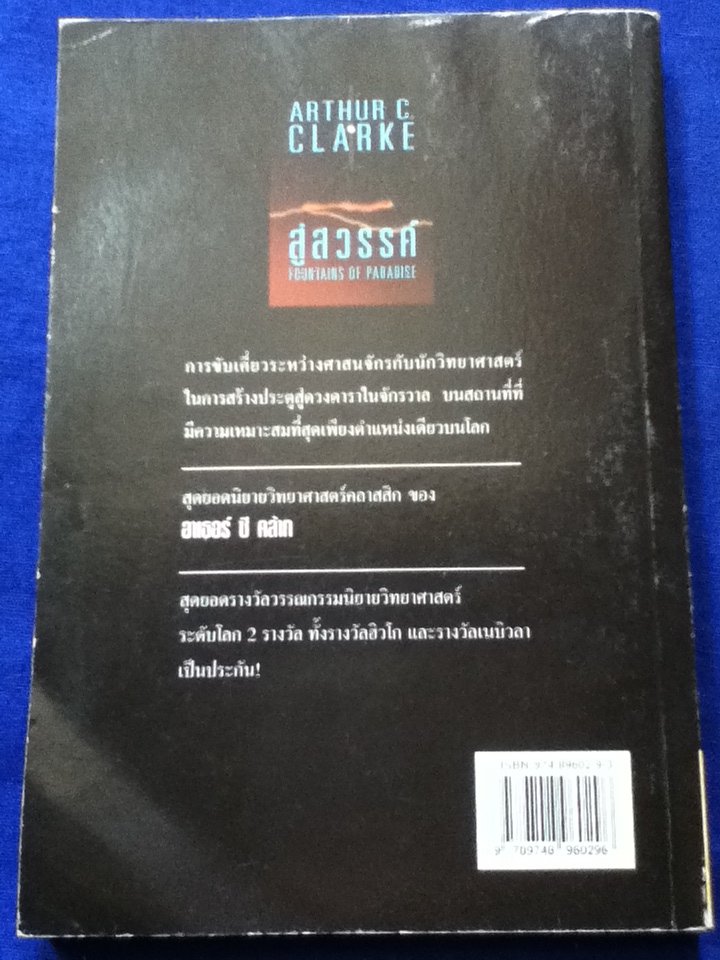 ARTHUR C.
CLARKE
สู่สวรรค์
FOUNTAINS OF PARADISE
การขับเคี่ยวระหว่างศาสนจักรกับนักวิทยาศาสตร์
ในการสร้างประตูสู่ดวงดาราในจักรวาล บนสถานที่ที่
มีความเหมาะสมที่สุดเพียงตำแหน่งเดียวบนโลก
สุดยอดนิยายวิทยาศาสตร์คลาสสิก ของ
อาเธอร์ ซี คล้าก
สุดยอดรางวัลวรรณกรรมนิยายวิทยาศาสตร์
ระดับโลก 2 รางวัล ทั้งรางวัลฮิวโก และรางวัลเนบิวลา
เป็นประกัน!
ISBN 974 89602 9 3
9 789748 960296